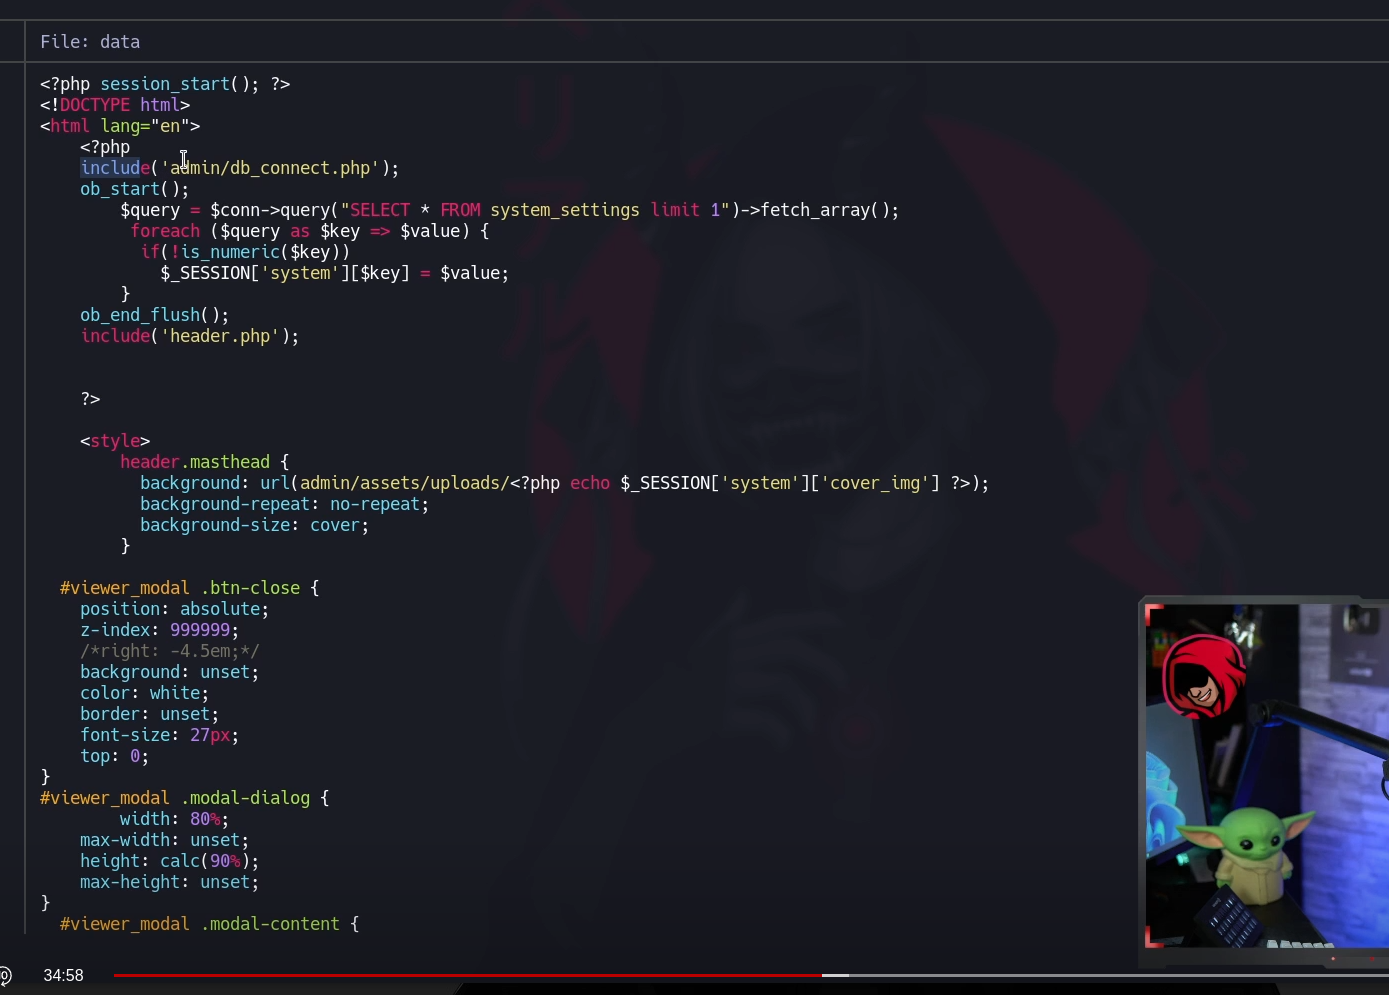 File: data
<?php session_start(); ?>
<!DOCTYPE html>
<html lang="en">
<?php
include('admin/db_connect.php');
ob_start();
$query = $conn->query("SELECT * FROM system_settings limit 1")->fetch_array();
foreach ($query as $key => $value) {
if(!is_numeric($key))
$_SESSION['system'][$key] = $value;
}
ob_end_flush();
include('header.php');
?>
<style>
header.masthead {
background: url(admin/assets/uploads/<?php echo $_SESSION['system']['cover_img'] ?>);
background-repeat: no-repeat;
background-size: cover;
}
#viewer_modal .btn-close {
position: absolute;
z-index: 999999;
/*right: -4.5em;*/
background: unset;
color: white;
border: unset;
font-size: 27px;
top: 0;
}
#viewer_modal .modal-dialog {
width: 80%;
max-width: unset;
height: calc(90%);
max-height: unset;
}
#viewer_modal .modal-content {
34:58